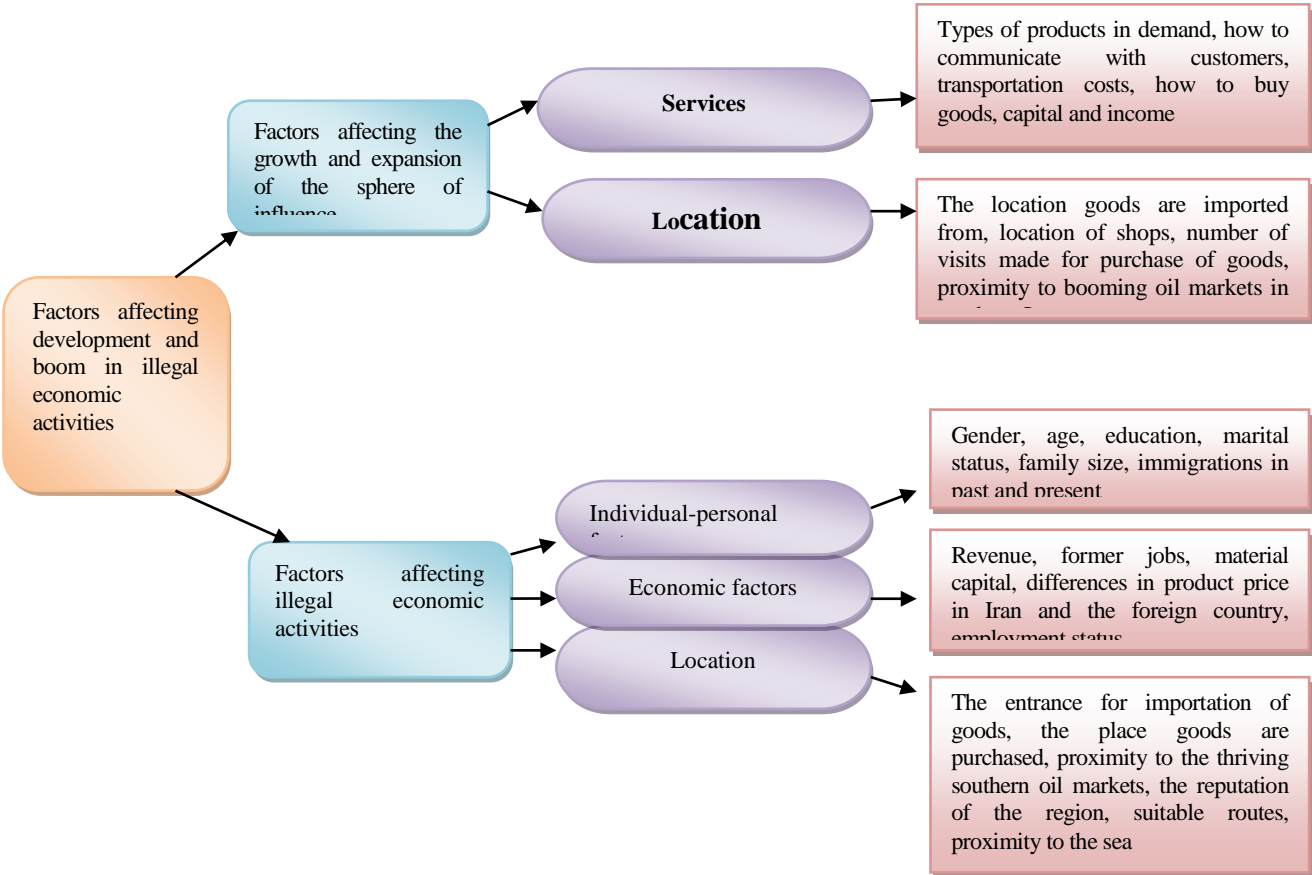 Factors affecting
development and
boom in illegal
economic
activities
Factors affecting the
growth and expansion
of the sphere of
influence
Services
Location
Types of products in demand, how to
communicate with customers,
transportation costs, how to buy
goods, capital and income
The location goods are imported
from, location of shops, number of
visits made for purchase of goods,
proximity to booming oil markets in
Factors affecting
illegal economic
activities
Individual-personal
Economic factors
Location
Gender, age, education, marital
status, family size, immigrations in
past and present
Revenue, former jobs, material
capital, differences in product price
in Iran and the foreign country,
employment status
The entrance for importation of
goods, the place goods are
purchased, proximity to the thriving
southern oil markets, the reputation
of the region, suitable routes,
proximity to the sea